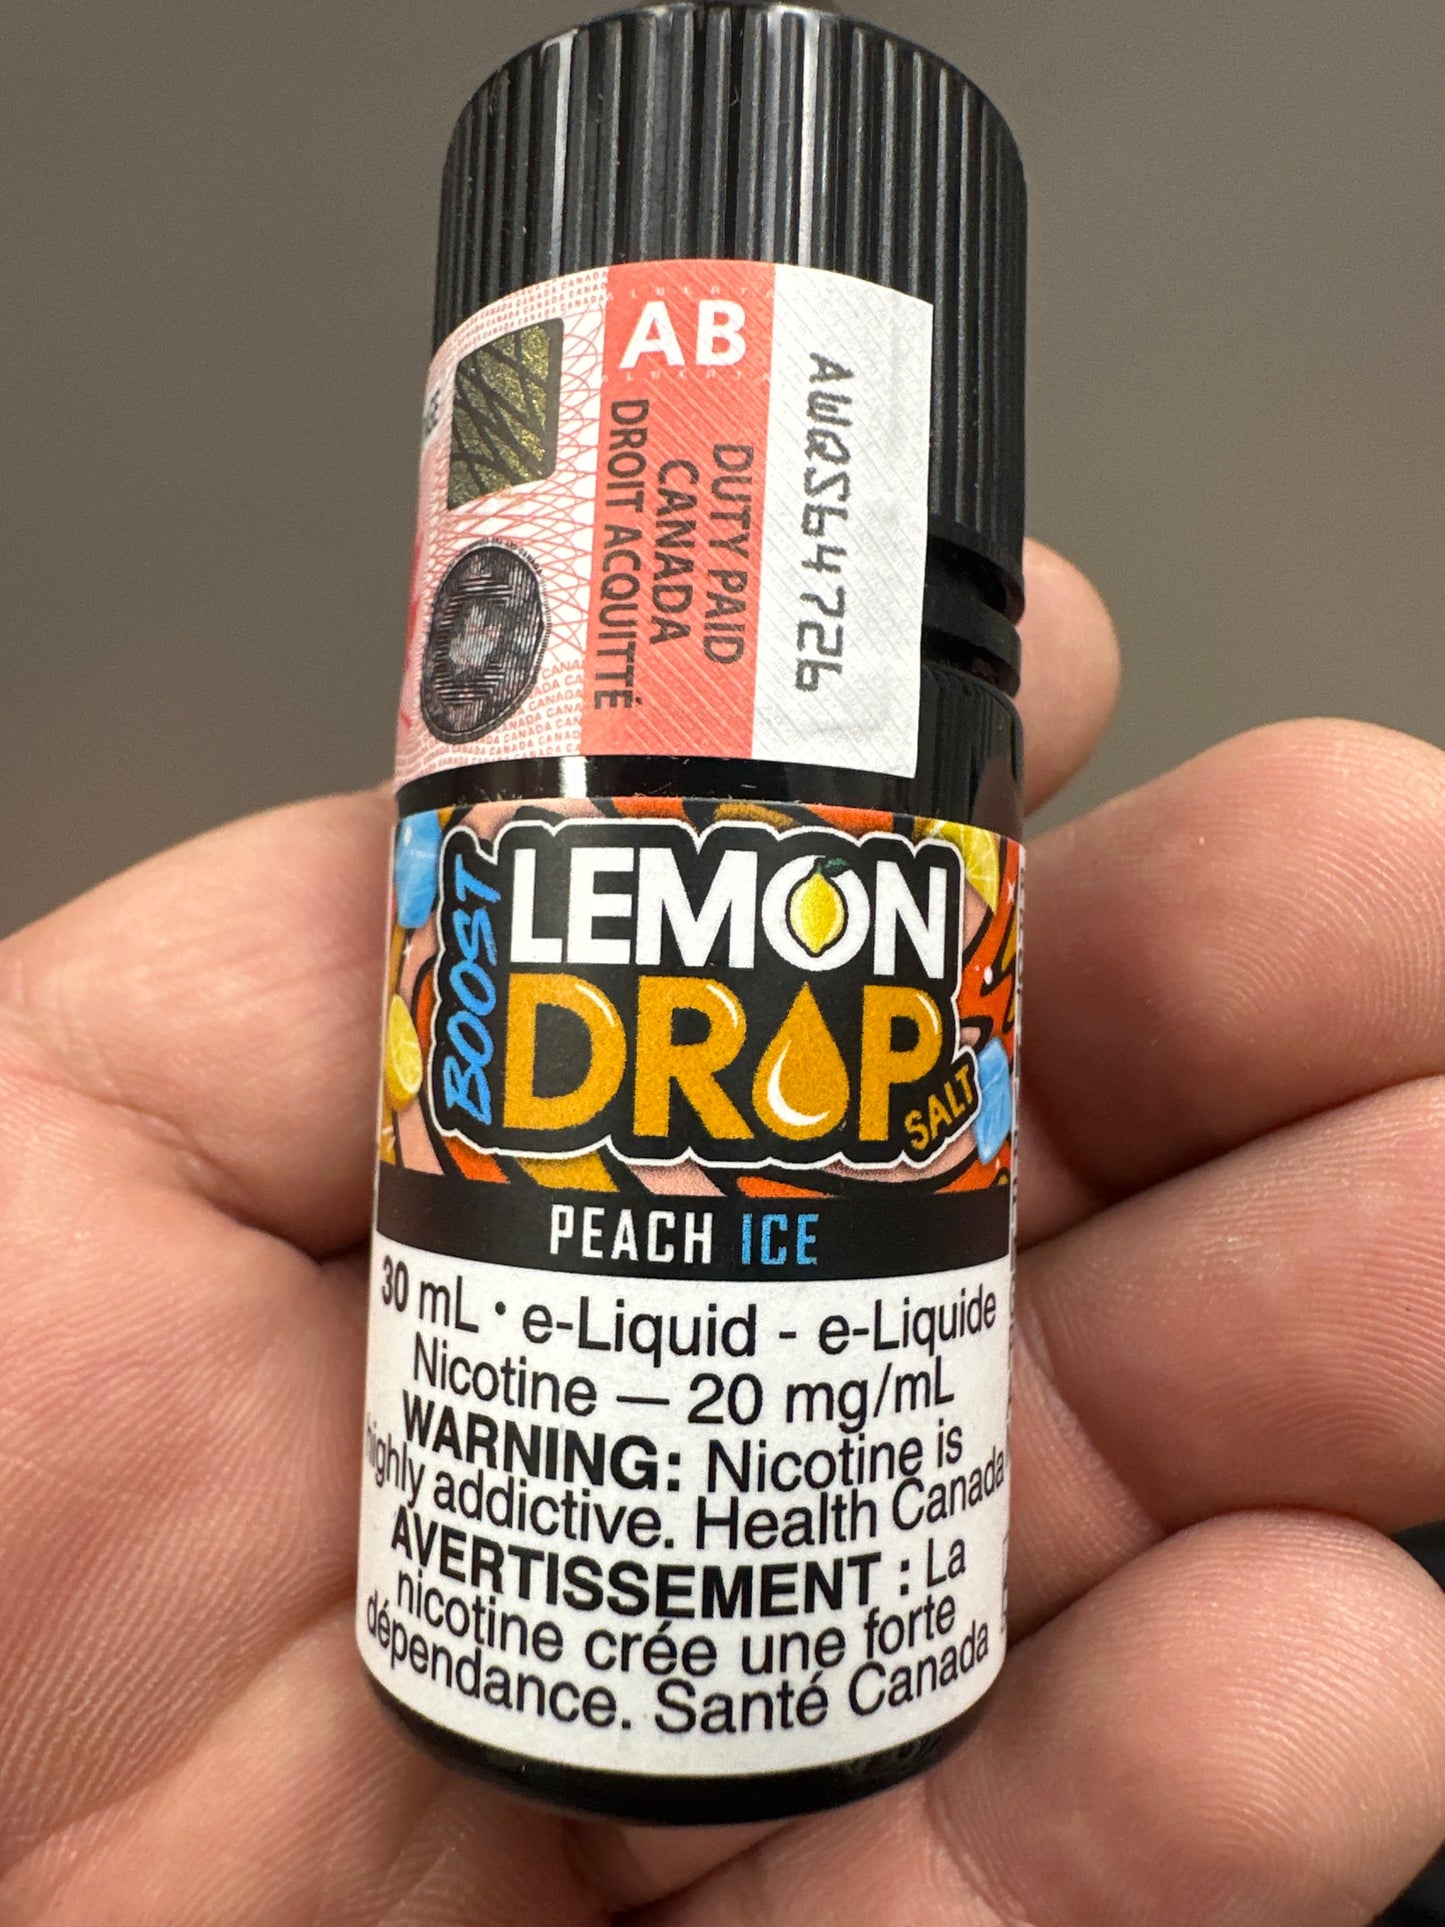 AB
DUTY PAID
CANADA
DROIT ACQUITTÉ
BOOST
LEMON
DROP
SALT
PEACH ICE
30 mL • e-Liquid - e-Liquide
Nicotine — 20 mg/mL
WARNING: Nicotine is
highly addictive. Health Canada
AVERTISSEMENT : La
nicotine crée une forte
dépendance. Santé Canada